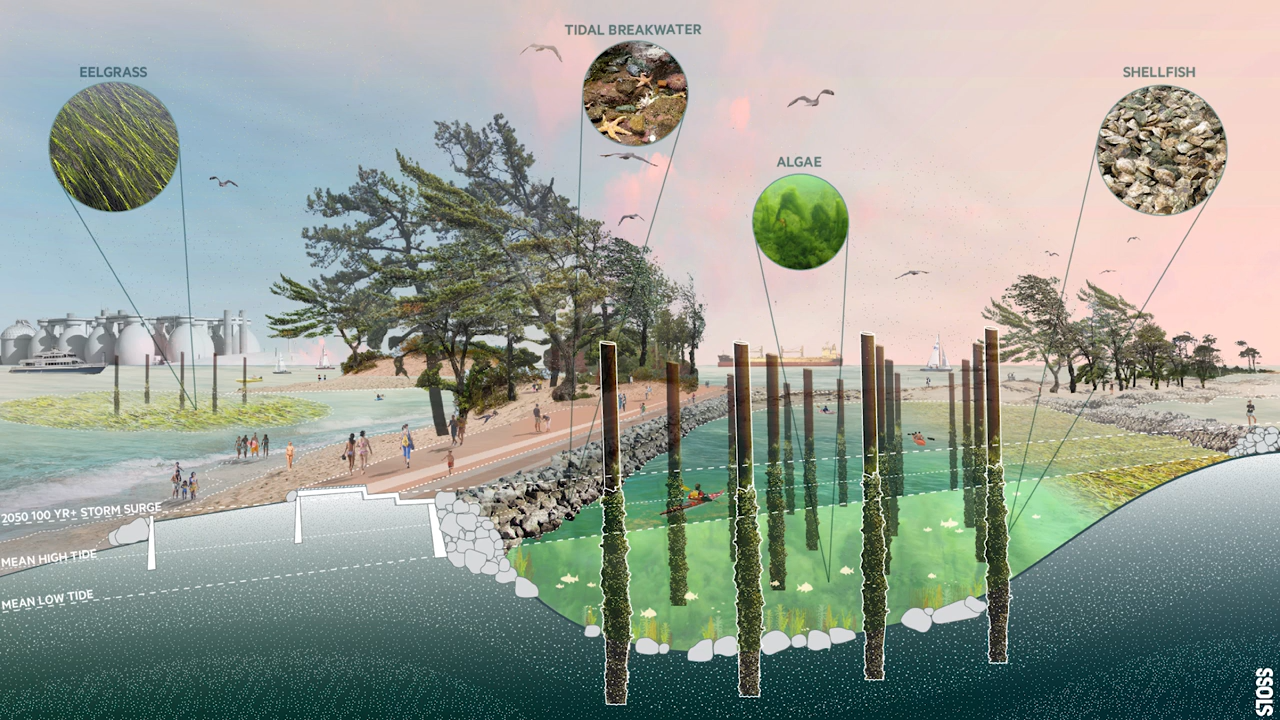 TIDAL BREAKWATER
EELGRASS
SHELLFISH
ALGAE
2050 100 YR+ STORM SURGE
MEAN HIGH TIDE
MEAN LOW TIDE
STOSS